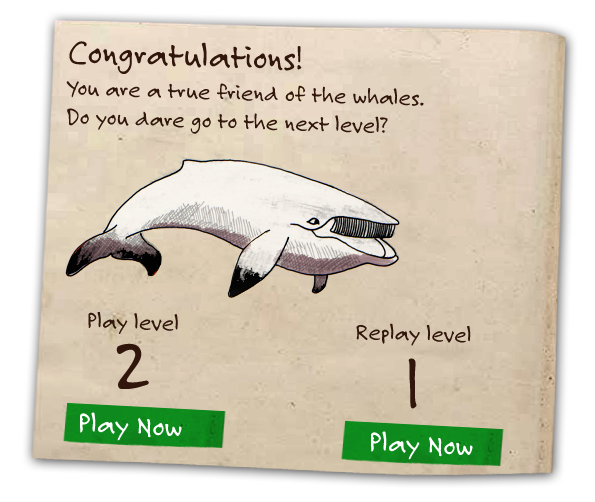 Congratulations!
You are a true friend of the whales.
Do you dare go to the next level?
Play level
2
Play Now
Replay level
1
Play Now